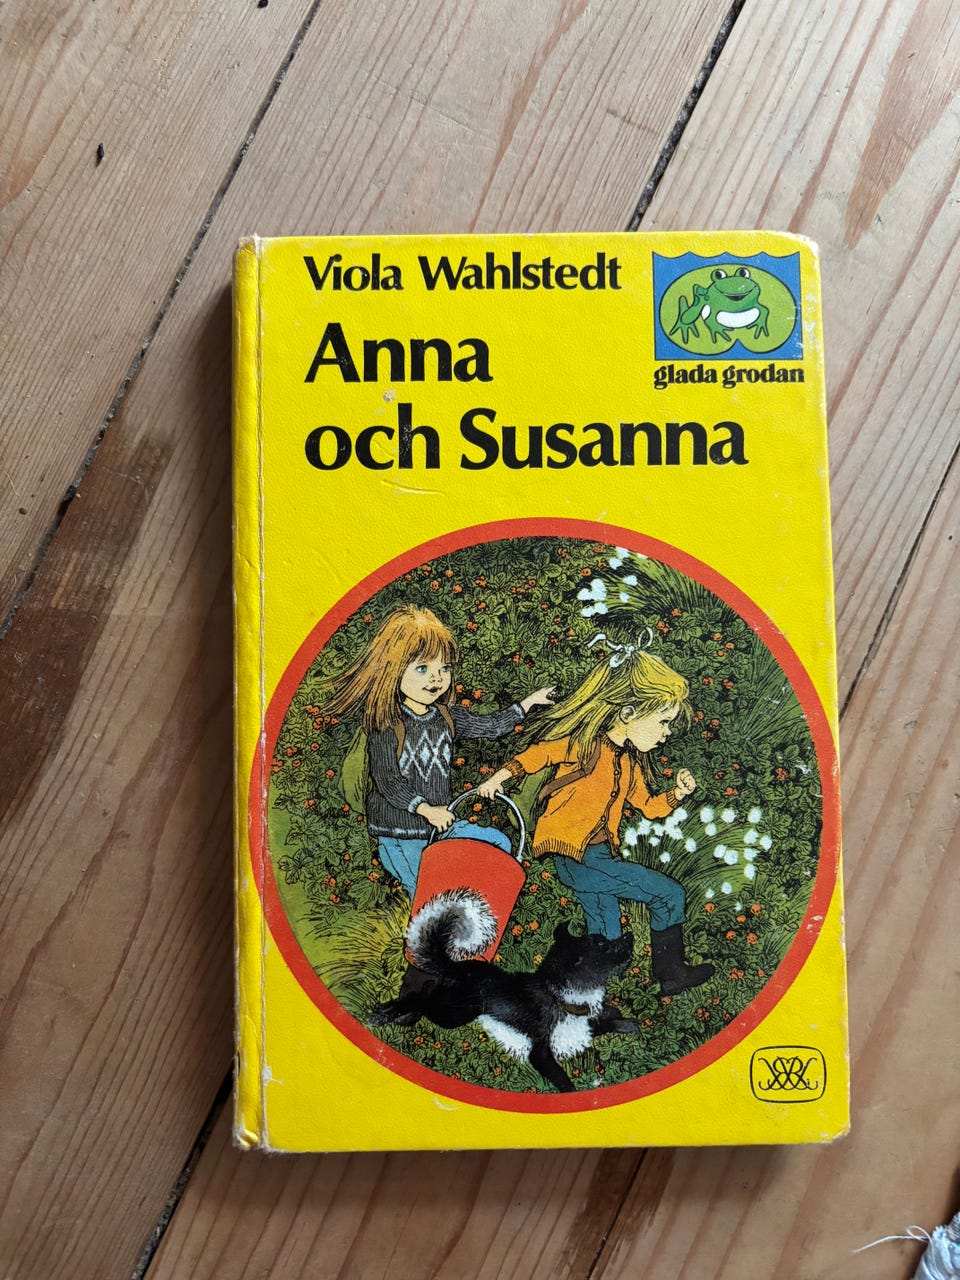 Viola Wahlstedt
Anna
och Susanna
glada grodan